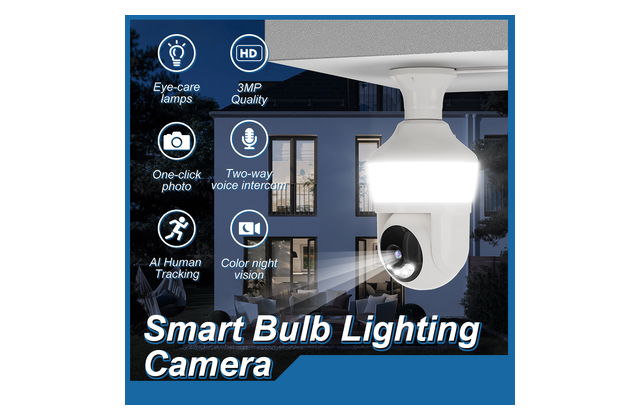 HD
Eye-care
lamps
3MP
Quality
One-click
photo
Two-way
voice intercom
AI Human
Tracking
Color night
vision
Smart Bulb Lighting
Camera